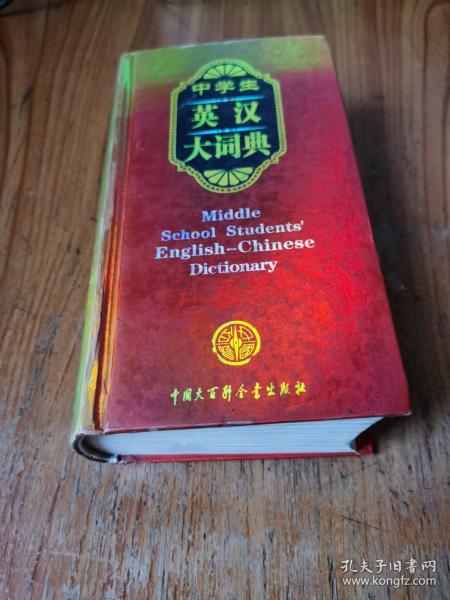 中学生
英汉
大词典
Middle
School Students'
English-Chinese
Dictionary
中国大百科全书出版社
孔夫子旧书网
www.kongfz.com